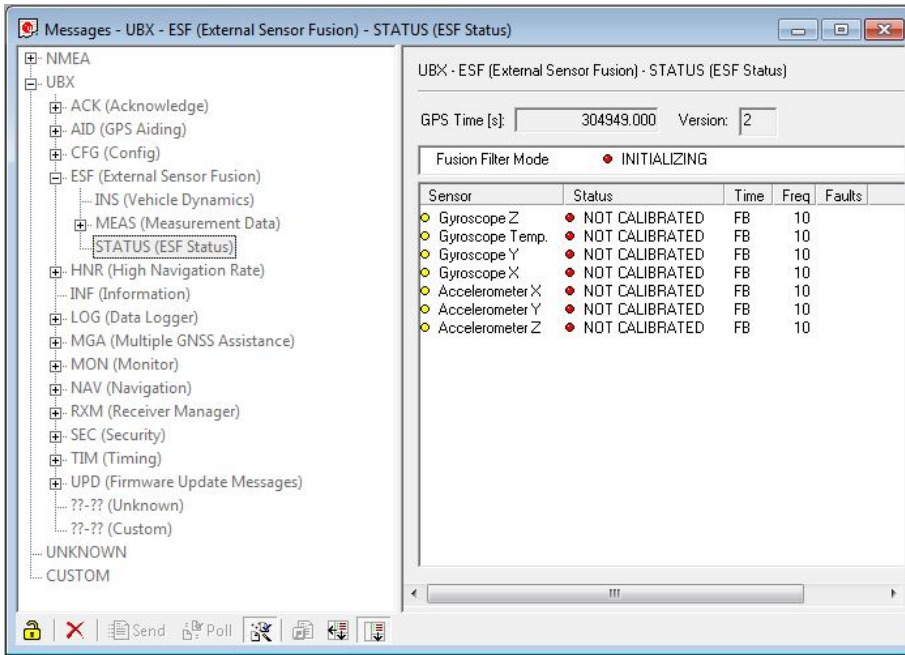 Messages - UBX - ESF (External Sensor Fusion) - STATUS (ESF Status)
NMEA
UBX
ACK (Acknowledge)
AID (GPS Aiding)
CFG (Config)
ESF (External Sensor Fusion)
INS (Vehicle Dynamics)
MEAS (Measurement Data)
STATUS (ESF Status)
HNR (High Navigation Rate)
INF (Information)
LOG (Data Logger)
MGA (Multiple GNSS Assistance)
MON (Monitor)
NAV (Navigation)
RXM (Receiver Manager)
SEC (Security)
TIM (Timing)
UPD (Firmware Update Messages)
??-?? (Unknown)
??-?? (Custom)
UNKNOWN
CUSTOM
UBX - ESF (External Sensor Fusion) - STATUS (ESF Status)
GPS Time [s]: 304949.000 Version: 2
Fusion Filter Mode INITIALIZING
Sensor Status Time Freq Faults
Gyroscope Z NOT CALIBRATED FB 10
Gyroscope Temp. NOT CALIBRATED FB 10
Gyroscope Y NOT CALIBRATED FB 10
Gyroscope X NOT CALIBRATED FB 10
Accelerometer X NOT CALIBRATED FB 10
Accelerometer Y NOT CALIBRATED FB 10
Accelerometer Z NOT CALIBRATED FB 10
Send Poll